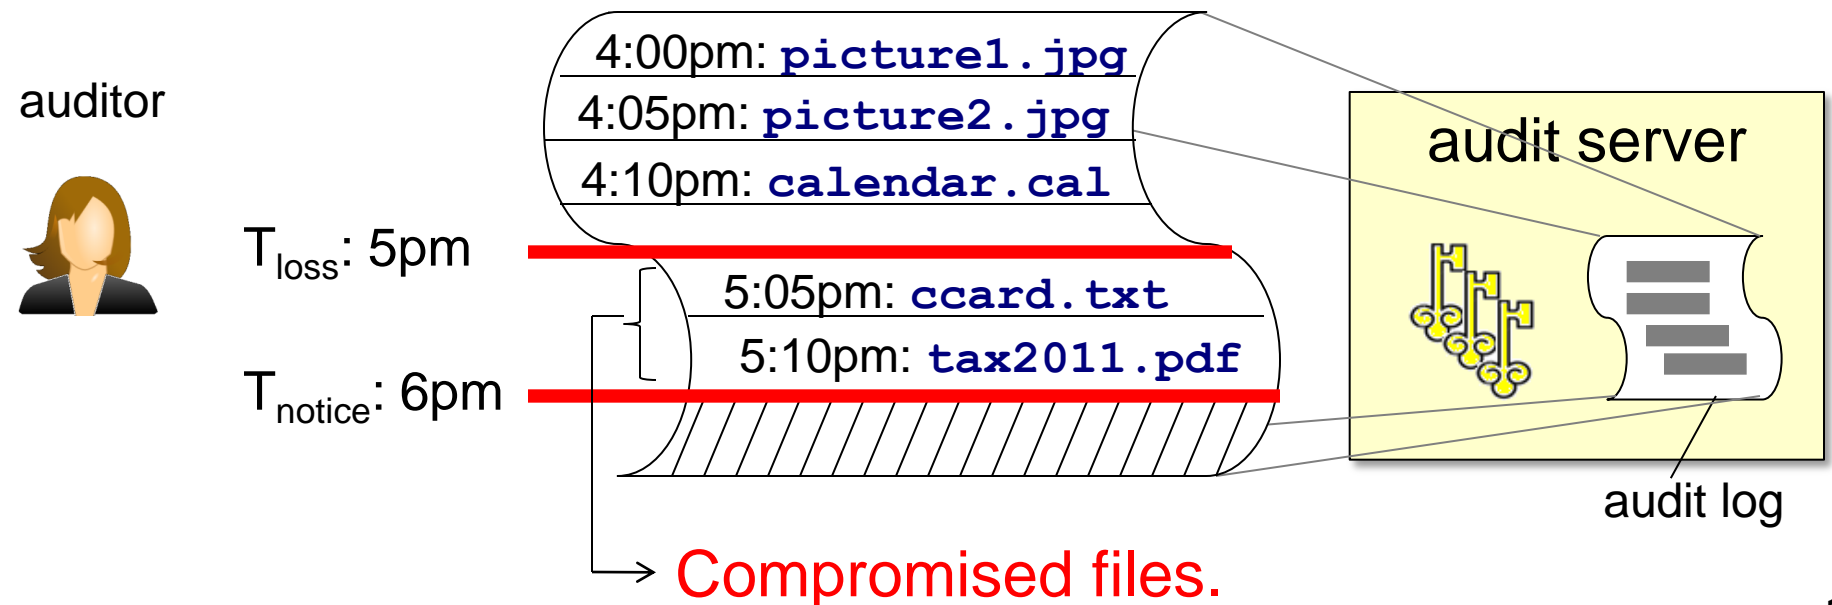 auditor
4:00pm: picture1.jpg
4:05pm: picture2.jpg
4:10pm: calendar.cal
Tloss: 5pm
5:05pm: ccard.txt
5:10pm: tax2011.pdf
Tnotice: 6pm
Compromised files.
audit server
audit log